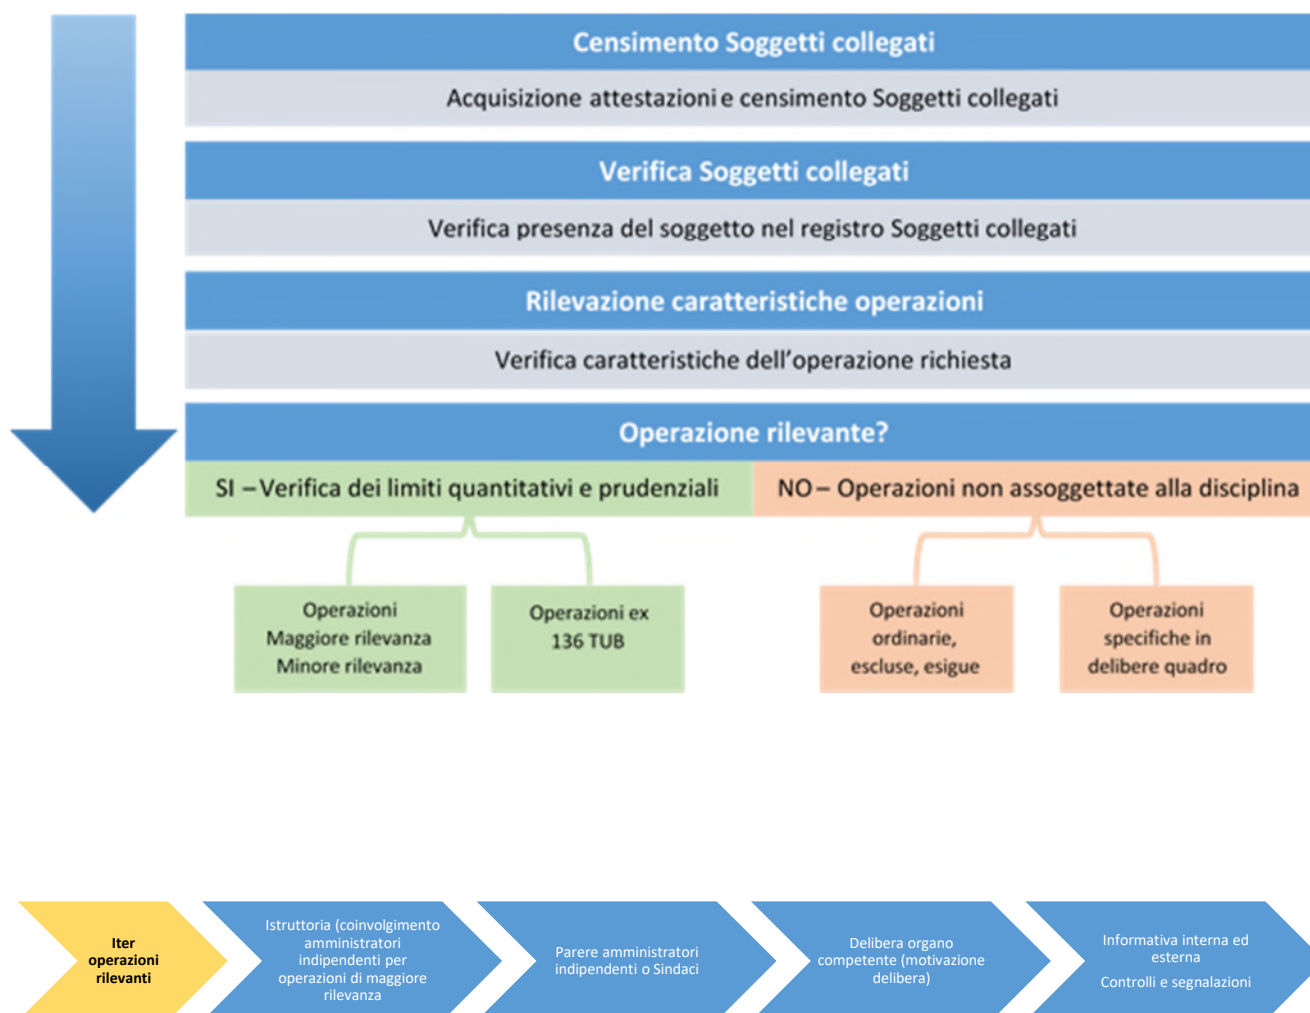 Censimento Soggetti collegati
Acquisizione attestazioni e censimento Soggetti collegati
Verifica Soggetti collegati
Verifica presenza del soggetto nel registro Soggetti collegati
Rilevazione caratteristiche operazioni
Verifica caratteristiche dell'operazione richiesta
Operazione rilevante?
SI – Verifica dei limiti quantitativi e prudenziali
NO – Operazioni non assoggettate alla disciplina
Operazioni
Maggiore rilevanza
Minore rilevanza
Operazioni ex
136 TUB
Operazioni
ordinarie,
escluse, esigue
Operazioni
specifiche in
delibere quadro
Iter
operazioni
rilevanti
Istruttoria (coinvolgimento
amministratori
indipendenti per
operazioni di maggiore
rilevanza
Parere amministratori
indipendenti o Sindaci
Delibera organo
competente (motivazione
delibera)
Informativa interna ed
esterna
Controlli e segnalazioni